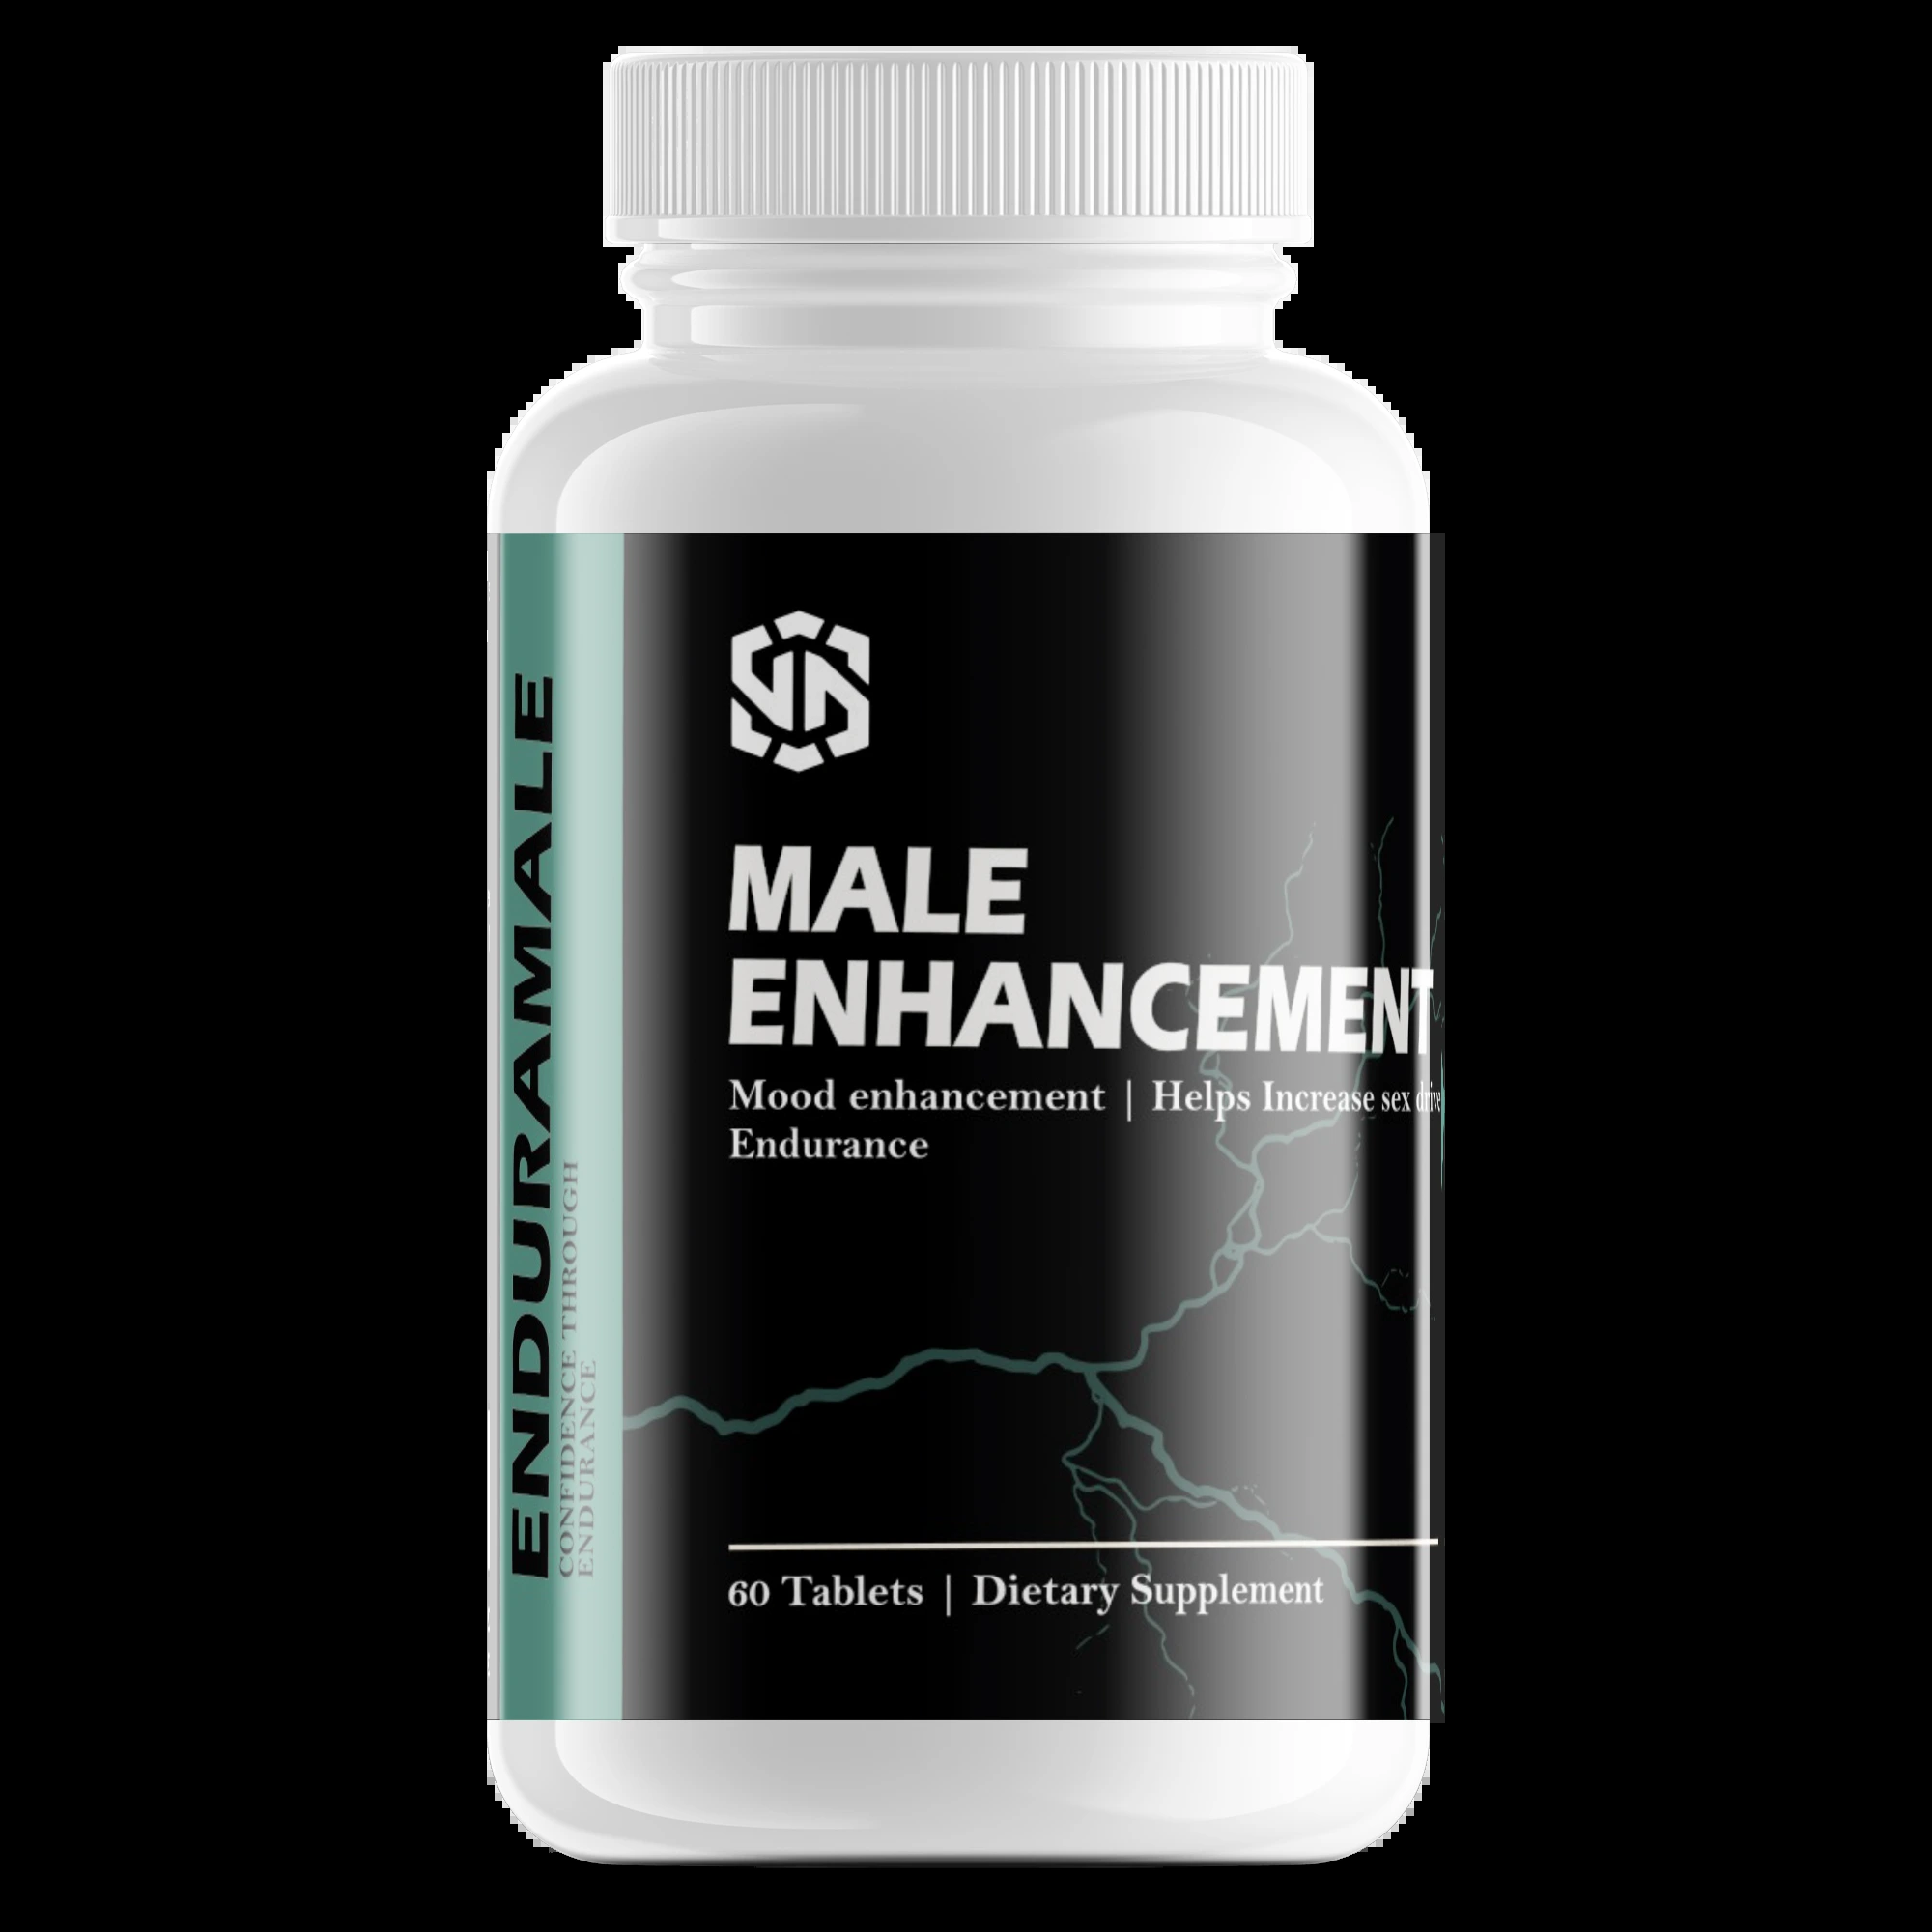 ENDURAMALE
CONFIDENCE THROUGH
ENDURANCE
MALE
ENHANCEMENT
Mood enhancement | Helps Increase sex drive
Endurance
60 Tablets | Dietary Supplement